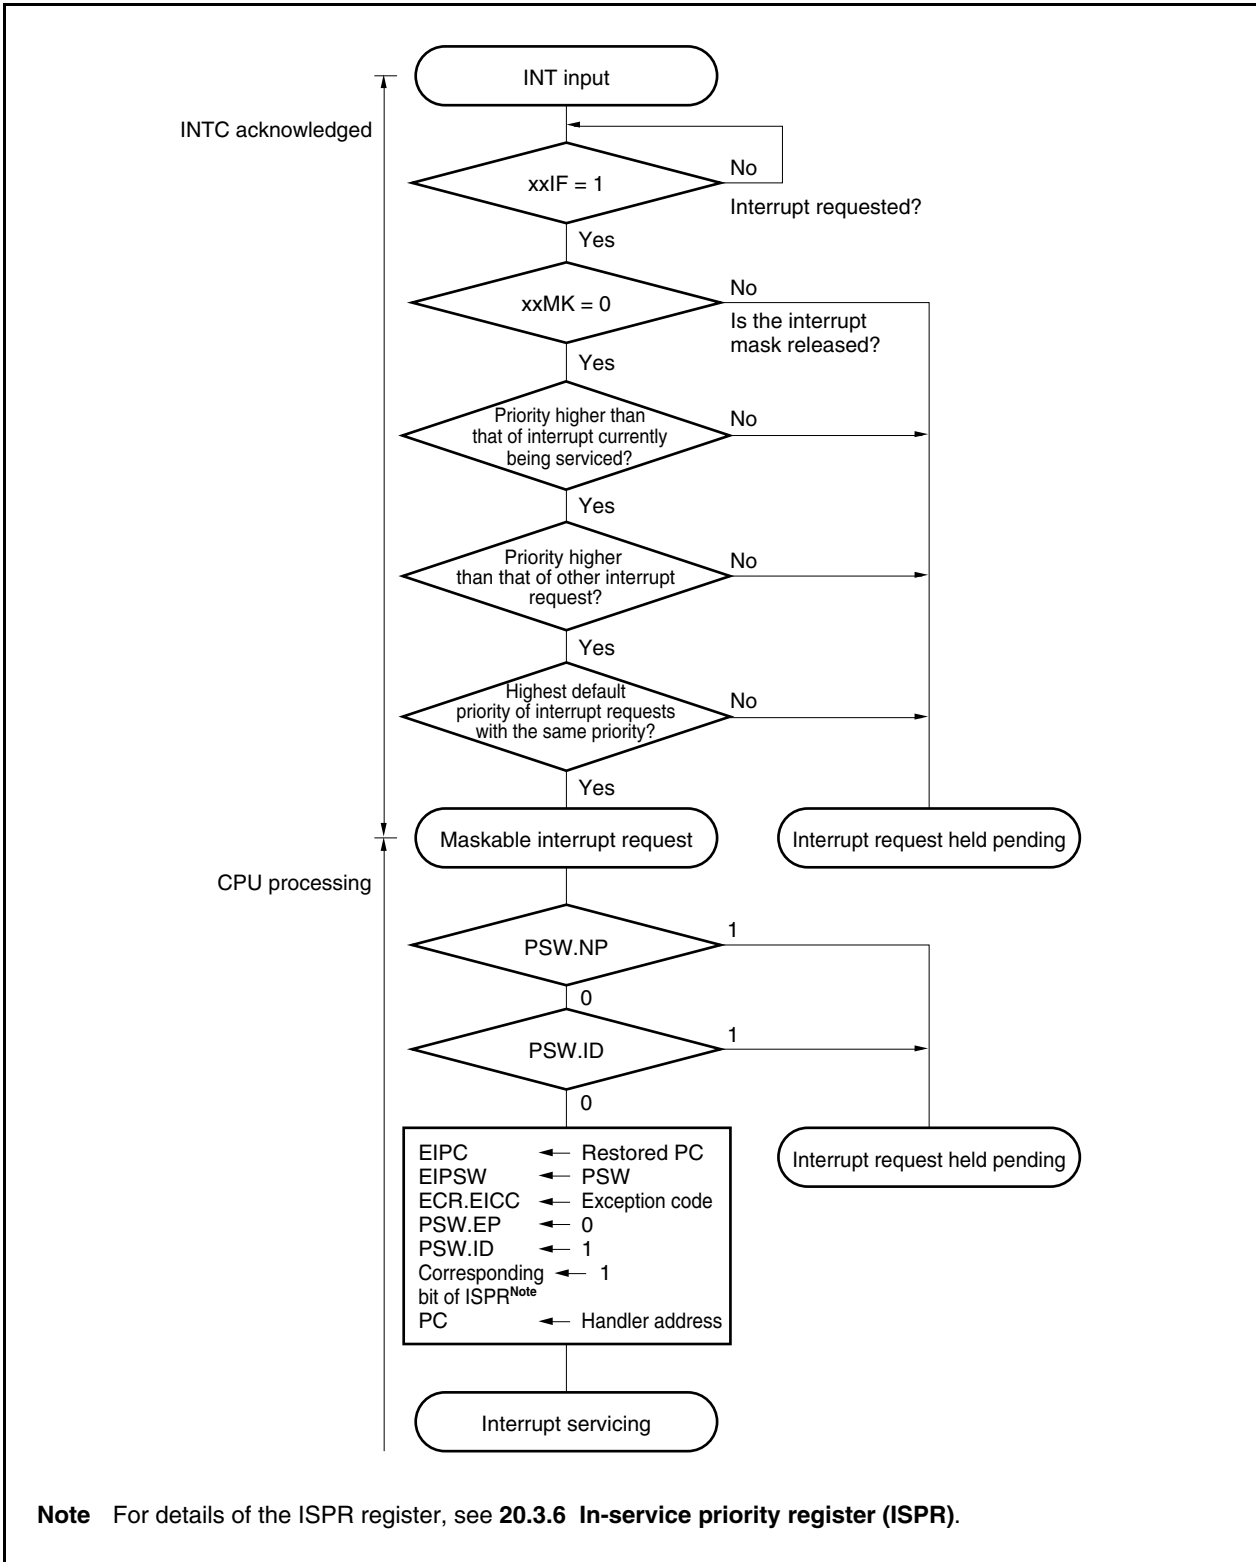 INT input
INTC acknowledged
xxIF = 1
No
Interrupt requested?
Yes
xxMK = 0
No
Is the interrupt
mask released?
Yes
Priority higher than
that of interrupt currently
being serviced?
No
Yes
Priority higher
than that of other interrupt
request?
No
Yes
Highest default
priority of interrupt requests
with the same priority?
No
Yes
Maskable interrupt request
Interrupt request held pending
CPU processing
PSW.NP
1
0
PSW.ID
1
0
EIPC ← Restored PC
EIPSW ← PSW
ECR.EICC ← Exception code
PSW.EP ← 0
PSW.ID ← 1
Corresponding ← 1
bit of ISPRNote
PC ← Handler address
Interrupt request held pending
Interrupt servicing
Note For details of the ISPR register, see 20.3.6 In-service priority register (ISPR).